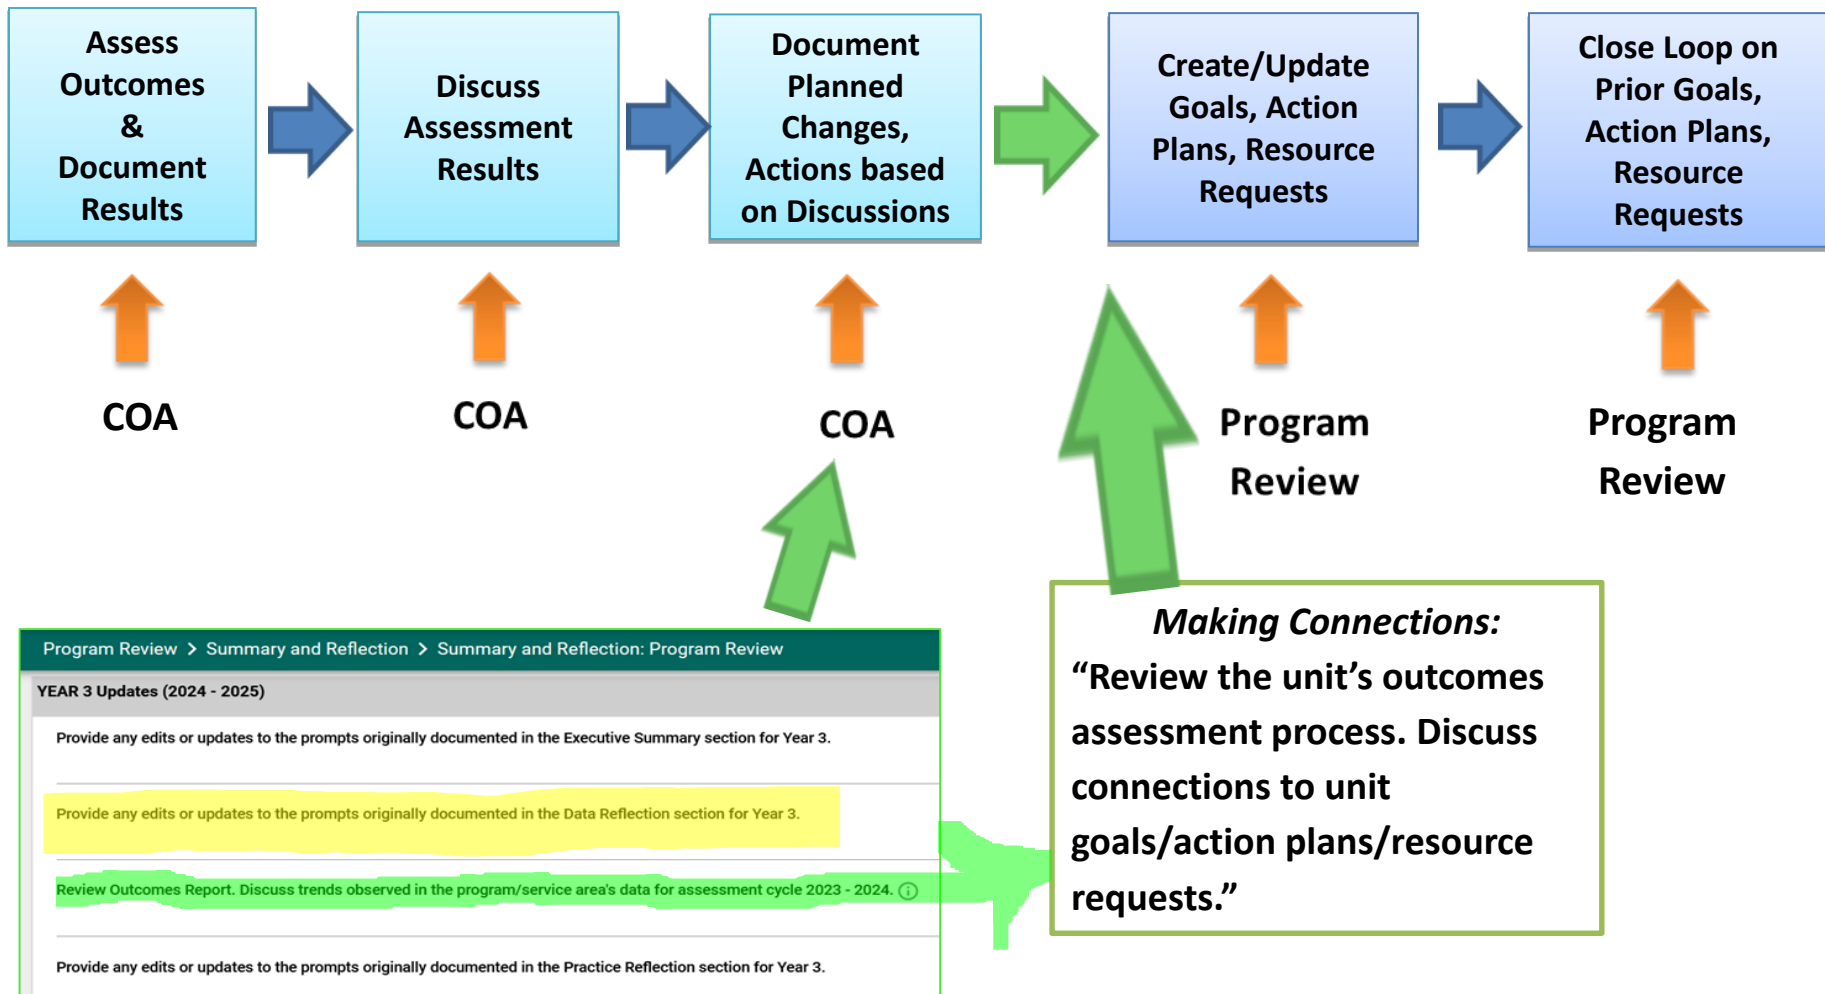 Assess
Outcomes
&
Document
Results
Discuss
Assessment
Results
Document
Planned
Changes,
Actions based
on Discussions
Create/Update
Goals, Action
Plans, Resource
Requests
Close Loop on
Prior Goals,
Action Plans,
Resource
Requests
COA
COA
COA
Program
Review
Program
Review
Program Review > Summary and Reflection > Summary and Reflection: Program Review
YEAR 3 Updates (2024 - 2025)
Provide any edits or updates to the prompts originally documented in the Executive Summary section for Year 3.
Provide any edits or updates to the prompts originally documented in the Data Reflection section for Year 3.
Review Outcomes Report. Discuss trends observed in the program/service area's data for assessment cycle 2023 - 2024.
Provide any edits or updates to the prompts originally documented in the Practice Reflection section for Year 3.
Making Connections:
“Review the unit’s outcomes
assessment process. Discuss
connections to unit
goals/action plans/resource
requests.”